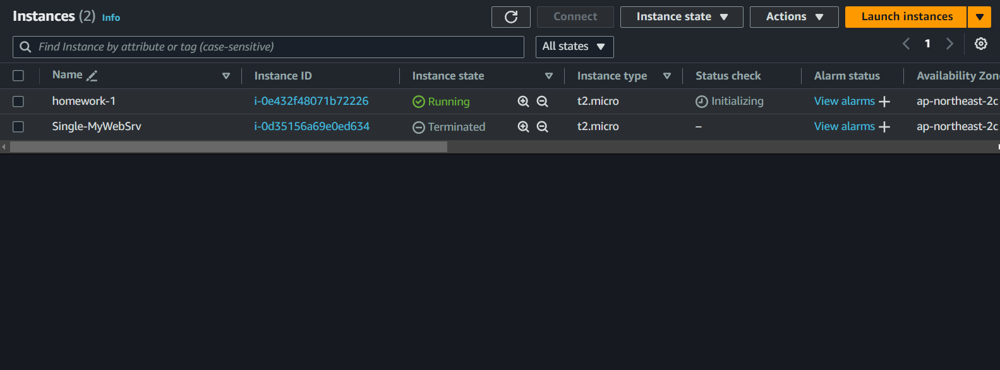 Instances (2) Info
Connect
Instance state
Actions
Launch instances
Find Instance by attribute or tag (case-sensitive)
All states
1
Name Instance ID Instance state Instance type Status check Alarm status Availability Zon
homework-1 i-0e432f48071b72226 Running t2.micro Initializing View alarms + ap-northeast-2c
Single-MyWebSrv i-0d35156a69e0ed634 Terminated t2.micro – View alarms + ap-northeast-2c